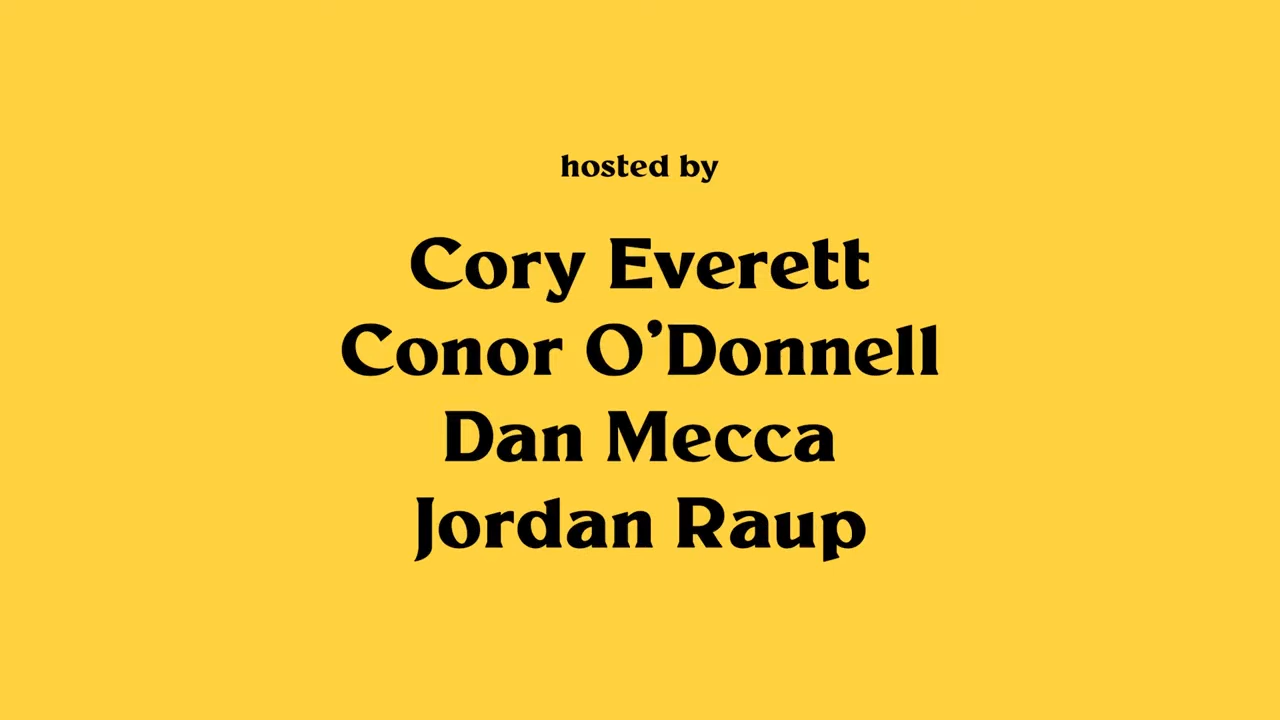 hosted by
Cory Everett
Conor O’Donnell
Dan Mecca
Jordan Raup